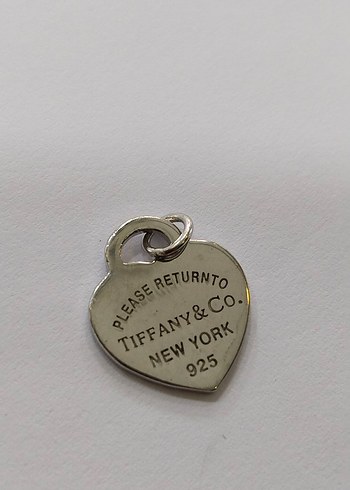 PLEASE RETURNTO
TIFFANY & Co.
NEW YORK
925